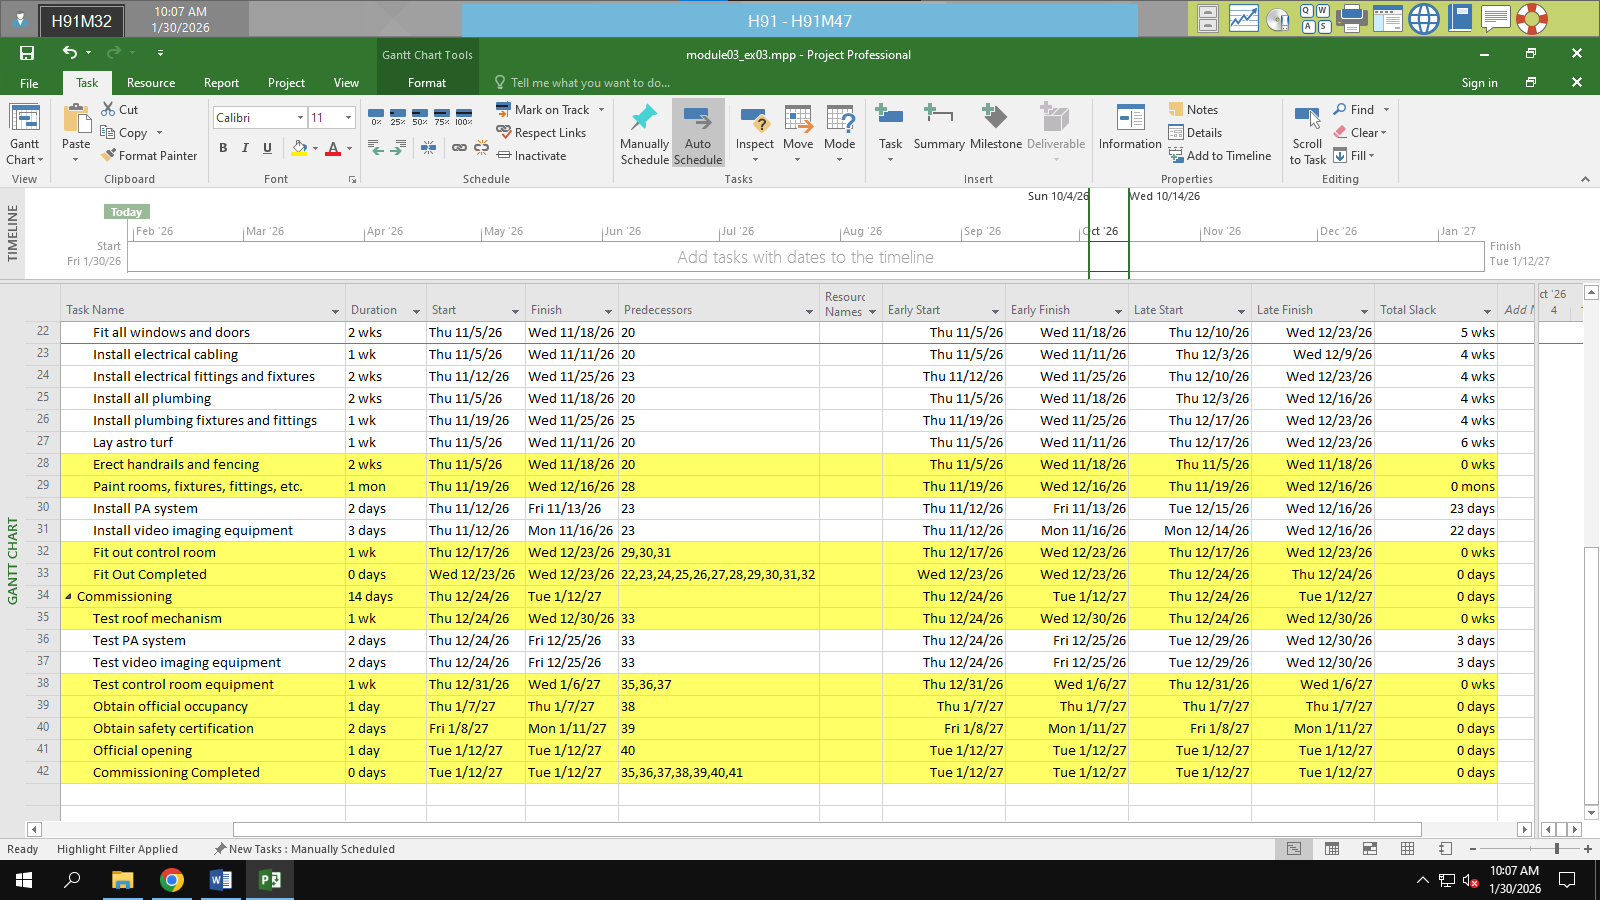 H91M32
10:07 AM
1/30/2026
H91 - H91M47
Q W
A S
Gantt Chart Tools
module03_ex03.mpp - Project Professional
File Task Resource Report Project View Format Tell me what you want to do...
Sign in
Gantt Chart
View
Paste
Cut
Copy
Format Painter
Clipboard
Calibri 11
B I U A
Font
0% 25% 50% 75% 100%
Mark on Track
Respect Links
Inactivate
Schedule
Manually Schedule
Auto Schedule
Inspect
Move
Mode
Tasks
Task
Summary
Milestone
Deliverable
Insert
Information
Notes
Details
Add to Timeline
Properties
Scroll to Task
Find
Clear
Fill
Editing
TIMELINE
Sun 10/4/26 Wed 10/14/26
Today
Feb '26 Mar '26 Apr '26 May '26 Jun '26 Jul '26 Aug '26 Sep '26 Oct '26 Nov '26 Dec '26 Jan '27
Start
Fri 1/30/26
Add tasks with dates to the timeline
Finish
Tue 1/12/27
GANTT CHART
Task Name Duration Start Finish Predecessors Resourc Names Early Start Early Finish Late Start Late Finish Total Slack Add N
ct '26
4
22 Fit all windows and doors 2 wks Thu 11/5/26 Wed 11/18/26 20 Thu 11/5/26 Wed 11/18/26 Thu 12/10/26 Wed 12/23/26 5 wks
23 Install electrical cabling 1 wk Thu 11/5/26 Wed 11/11/26 20 Thu 11/5/26 Wed 11/11/26 Thu 12/3/26 Wed 12/9/26 4 wks
24 Install electrical fittings and fixtures 2 wks Thu 11/12/26 Wed 11/25/26 23 Thu 11/12/26 Wed 11/25/26 Thu 12/10/26 Wed 12/23/26 4 wks
25 Install all plumbing 2 wks Thu 11/5/26 Wed 11/18/26 20 Thu 11/5/26 Wed 11/18/26 Thu 12/3/26 Wed 12/16/26 4 wks
26 Install plumbing fixtures and fittings 1 wk Thu 11/19/26 Wed 11/25/26 25 Thu 11/19/26 Wed 11/25/26 Thu 12/17/26 Wed 12/23/26 4 wks
27 Lay astro turf 1 wk Thu 11/5/26 Wed 11/11/26 20 Thu 11/5/26 Wed 11/11/26 Thu 12/17/26 Wed 12/23/26 6 wks
28 Erect handrails and fencing 2 wks Thu 11/5/26 Wed 11/18/26 20 Thu 11/5/26 Wed 11/18/26 Thu 11/5/26 Wed 11/18/26 0 wks
29 Paint rooms, fixtures, fittings, etc. 1 mon Thu 11/19/26 Wed 12/16/26 28 Thu 11/19/26 Wed 12/16/26 Thu 11/19/26 Wed 12/16/26 0 mons
30 Install PA system 2 days Thu 11/12/26 Fri 11/13/26 23 Thu 11/12/26 Fri 11/13/26 Tue 12/15/26 Wed 12/16/26 23 days
31 Install video imaging equipment 3 days Thu 11/12/26 Mon 11/16/26 23 Thu 11/12/26 Mon 11/16/26 Mon 12/14/26 Wed 12/16/26 22 days
32 Fit out control room 1 wk Thu 12/17/26 Wed 12/23/26 29,30,31 Thu 12/17/26 Wed 12/23/26 Thu 12/17/26 Wed 12/23/26 0 wks
33 Fit Out Completed 0 days Wed 12/23/26 Wed 12/23/26 22,23,24,25,26,27,28,29,30,31,32 Wed 12/23/26 Wed 12/23/26 Thu 12/24/26 Thu 12/24/26 0 days
34 Commissioning 14 days Thu 12/24/26 Tue 1/12/27 Thu 12/24/26 Tue 1/12/27 Thu 12/24/26 Tue 1/12/27 0 days
35 Test roof mechanism 1 wk Thu 12/24/26 Wed 12/30/26 33 Thu 12/24/26 Wed 12/30/26 Thu 12/24/26 Wed 12/30/26 0 wks
36 Test PA system 2 days Thu 12/24/26 Fri 12/25/26 33 Thu 12/24/26 Fri 12/25/26 Tue 12/29/26 Wed 12/30/26 3 days
37 Test video imaging equipment 2 days Thu 12/24/26 Fri 12/25/26 33 Thu 12/24/26 Fri 12/25/26 Tue 12/29/26 Wed 12/30/26 3 days
38 Test control room equipment 1 wk Thu 12/31/26 Wed 1/6/27 35,36,37 Thu 12/31/26 Wed 1/6/27 Thu 12/31/26 Wed 1/6/27 0 wks
39 Obtain official occupancy 1 day Thu 1/7/27 Thu 1/7/27 38 Thu 1/7/27 Thu 1/7/27 Thu 1/7/27 Thu 1/7/27 0 days
40 Obtain safety certification 2 days Fri 1/8/27 Mon 1/11/27 39 Fri 1/8/27 Mon 1/11/27 Fri 1/8/27 Mon 1/11/27 0 days
41 Official opening 1 day Tue 1/12/27 Tue 1/12/27 40 Tue 1/12/27 Tue 1/12/27 Tue 1/12/27 Tue 1/12/27 0 days
42 Commissioning Completed 0 days Tue 1/12/27 Tue 1/12/27 35,36,37,38,39,40,41 Tue 1/12/27 Tue 1/12/27 Tue 1/12/27 Tue 1/12/27 0 days
Ready Highlight Filter Applied New Tasks : Manually Scheduled
10:07 AM
1/30/2026